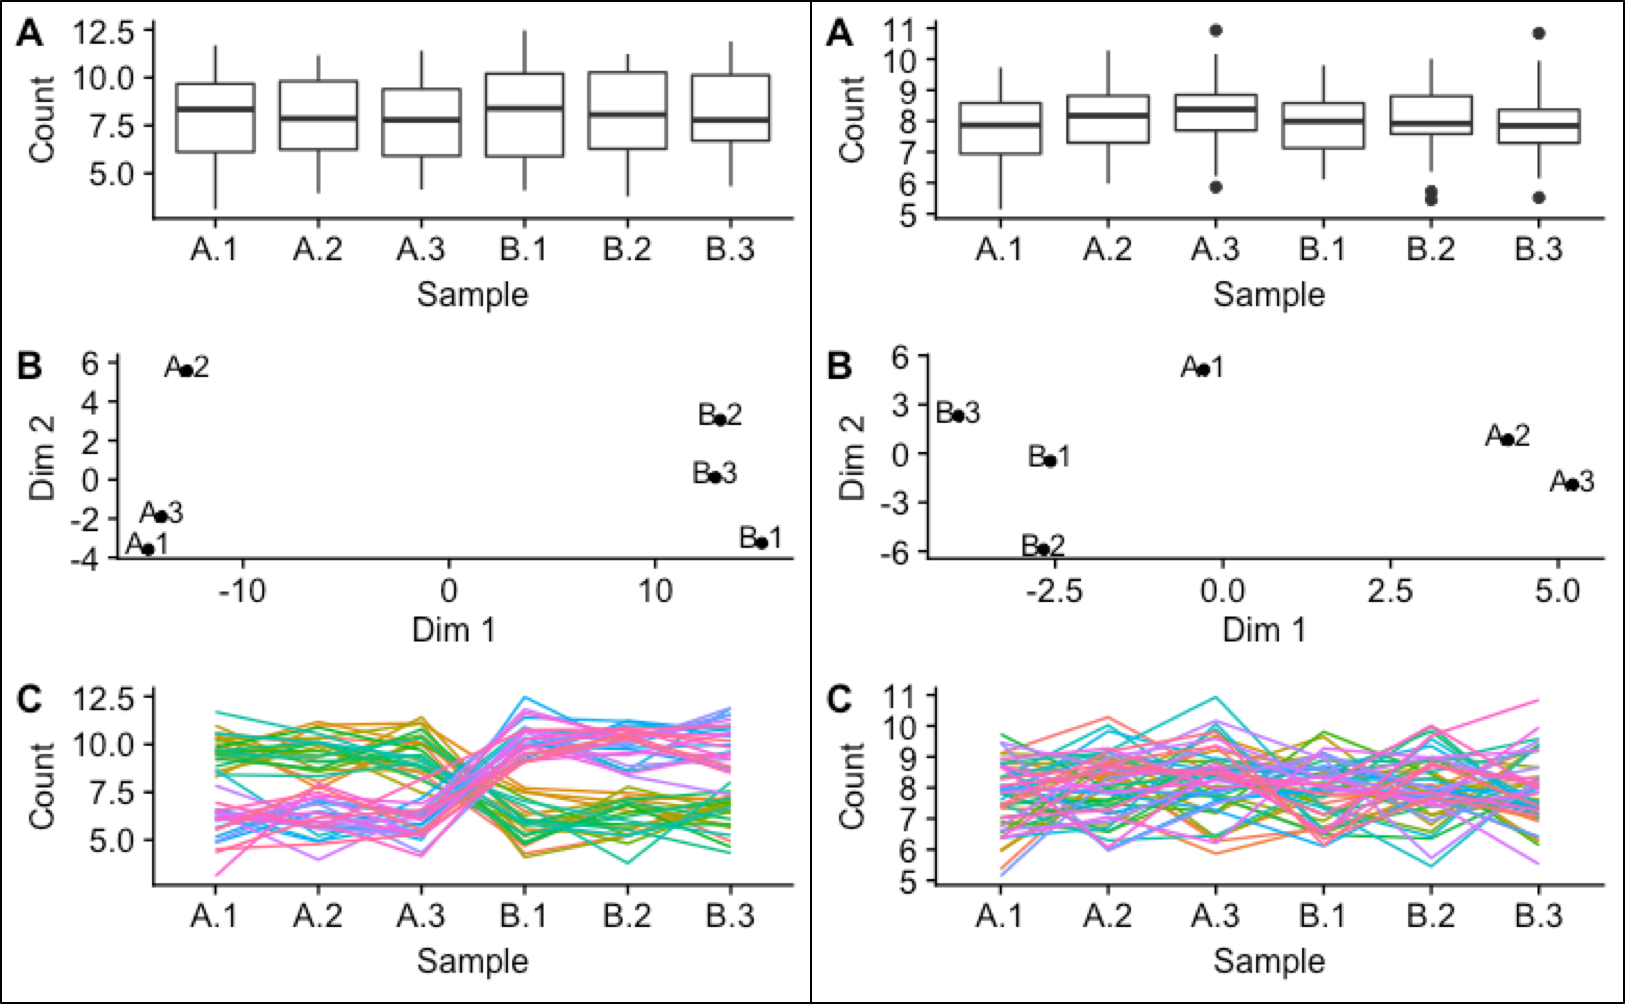 A
12.5
10.0
7.5
5.0
Count
A.1 A.2 A.3 B.1 B.2 B.3
Sample
B
6
4
2
0
-2
-4
Dim 2
A.2
B.2
B.3
A.3
A.1
B.1
-10 0 10
Dim 1
C
12.5
10.0
7.5
5.0
Count
A.1 A.2 A.3 B.1 B.2 B.3
Sample
A
11
10
9
8
7
6
5
Count
A.1 A.2 A.3 B.1 B.2 B.3
Sample
B
6
3
0
-3
-6
Dim 2
A.1
B.3
A.2
B.1
A.3
B.2
-2.5 0.0 2.5 5.0
Dim 1
C
11
10
9
8
7
6
5
Count
A.1 A.2 A.3 B.1 B.2 B.3
Sample